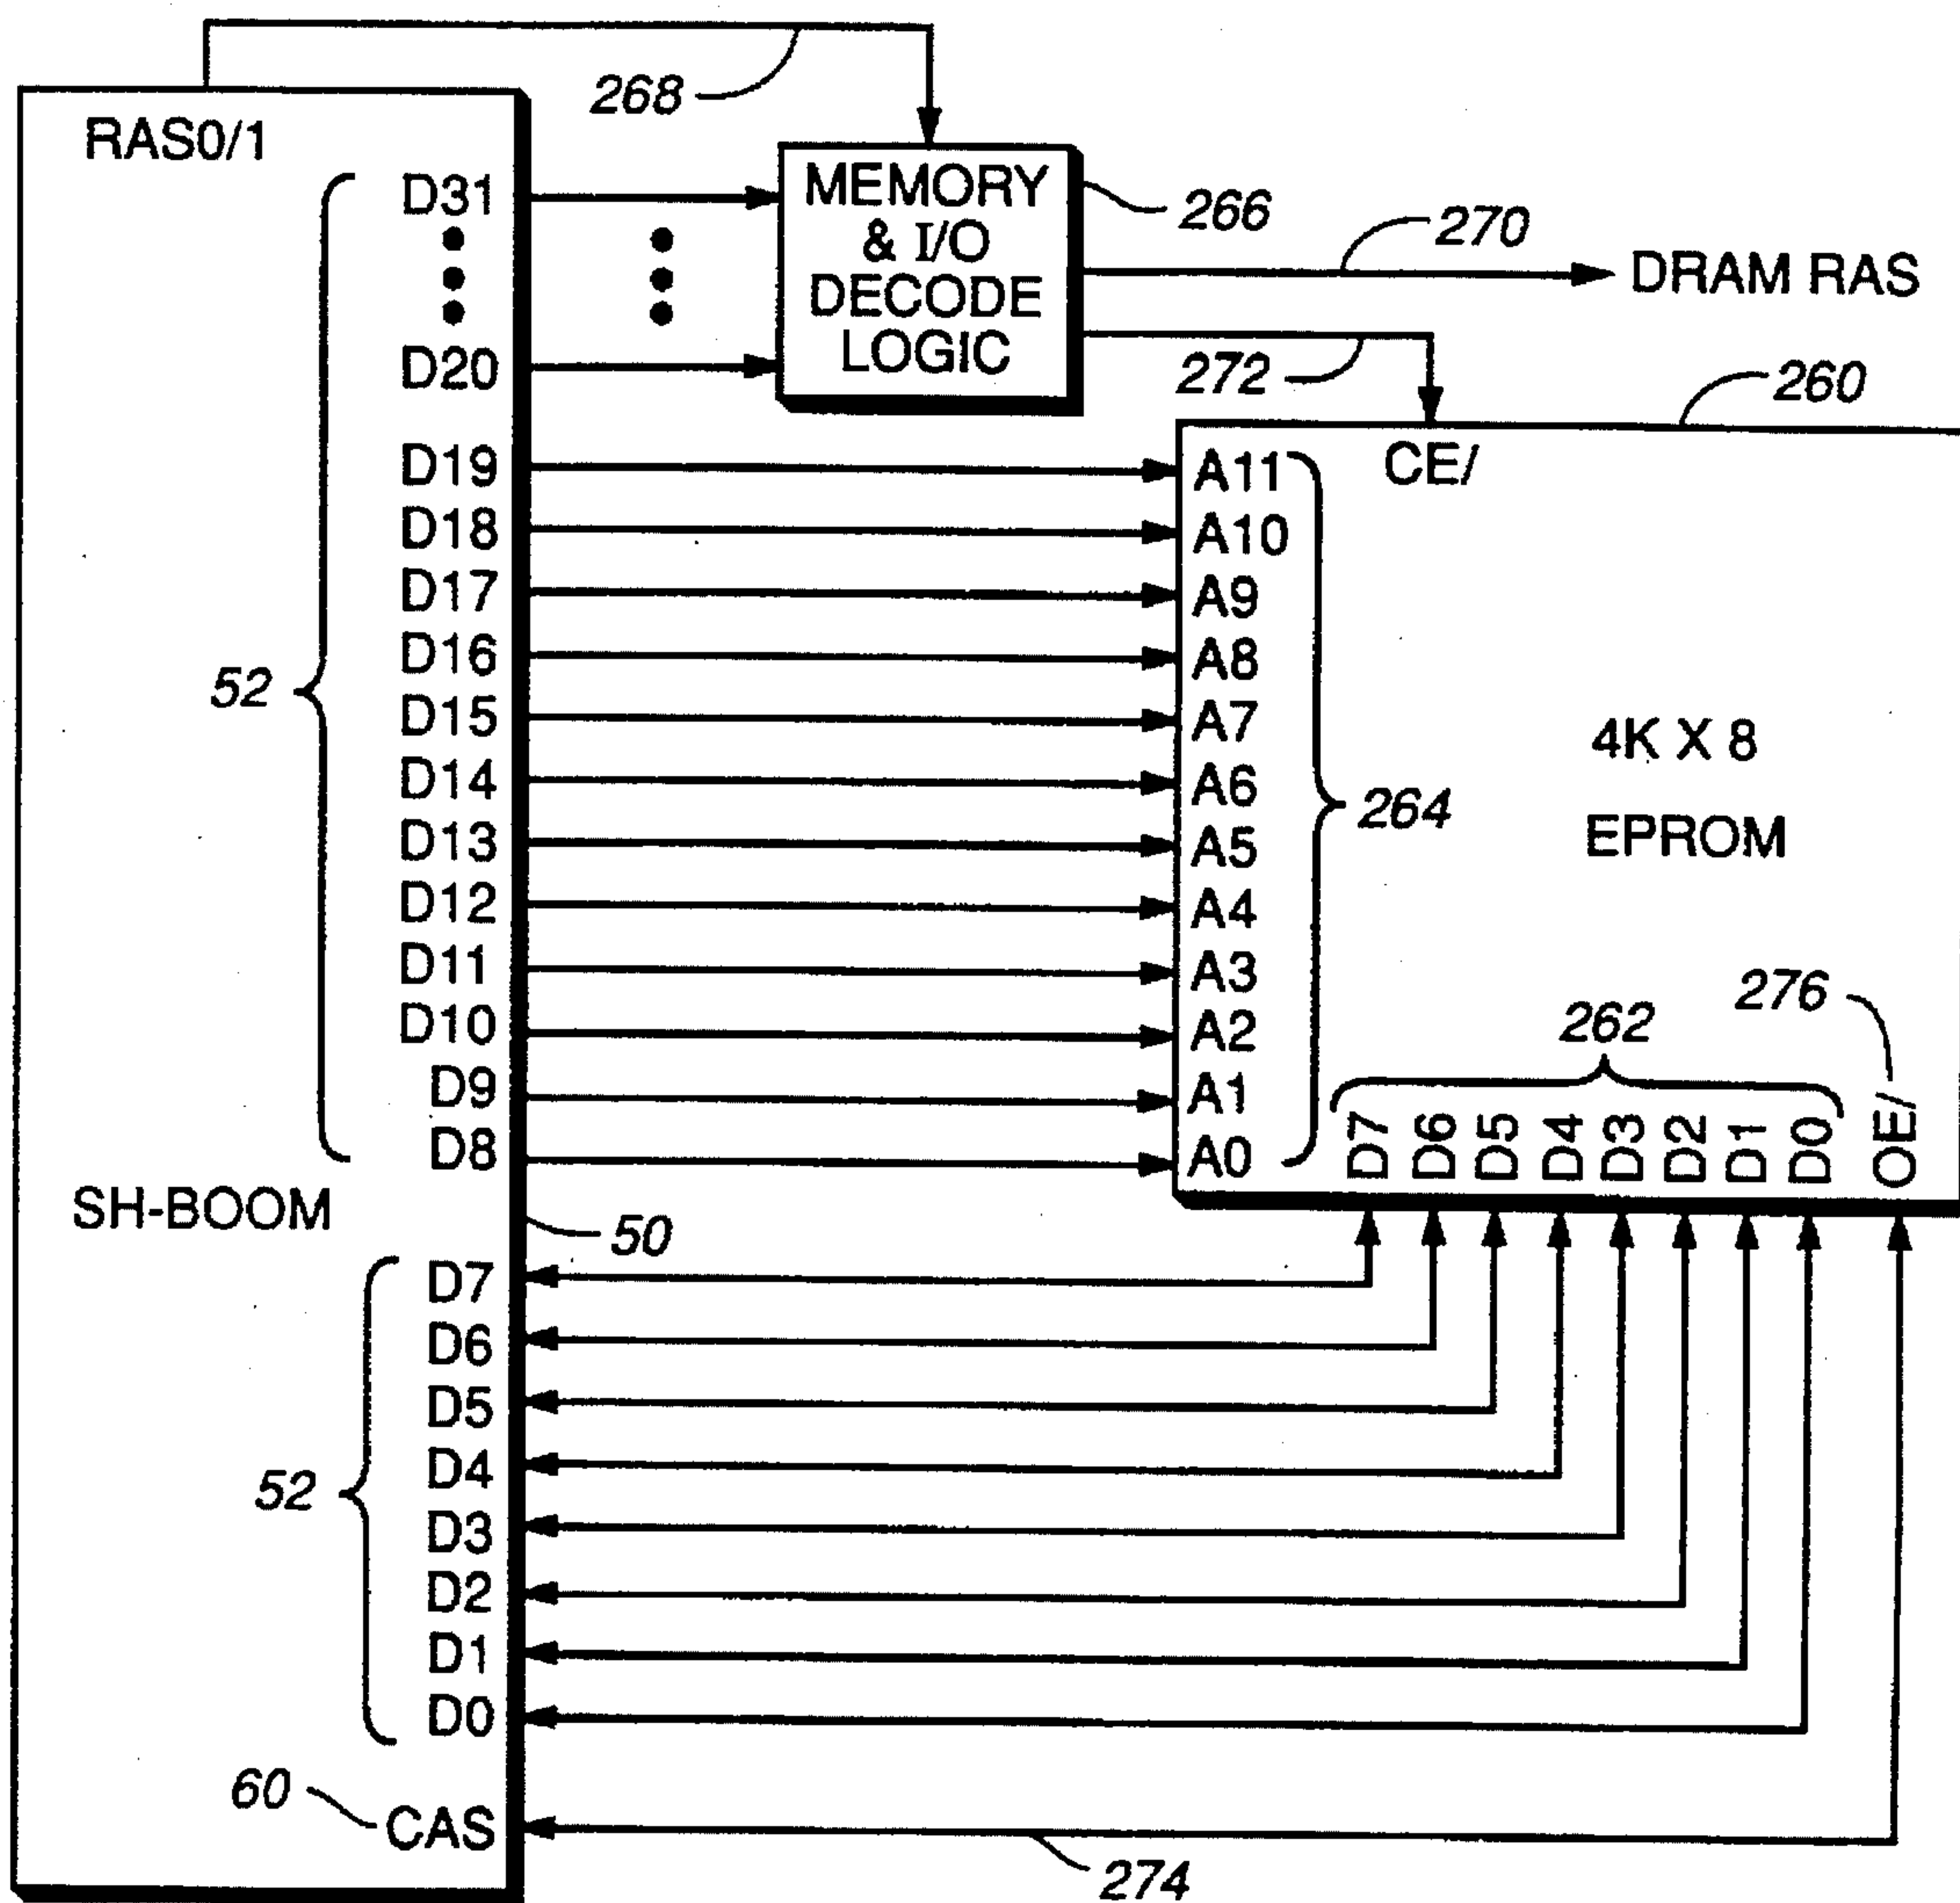 268
RAS0/1
D31
D20
MEMORY
& I/O
DECODE
LOGIC
266
270
DRAM RAS
272
260
D19
D18
D17
D16
D15
D14
D13
D12
D11
D10
D9
D8
52
A11
A10
A9
A8
A7
A6
A5
A4
A3
A2
A1
A0
264
CE/
4K X 8
EPROM
276
262
D7
D6
D5
D4
D3
D2
D1
D0
OE/
SH-BOOM
50
D7
D6
D5
D4
D3
D2
D1
D0
52
60
CAS
274